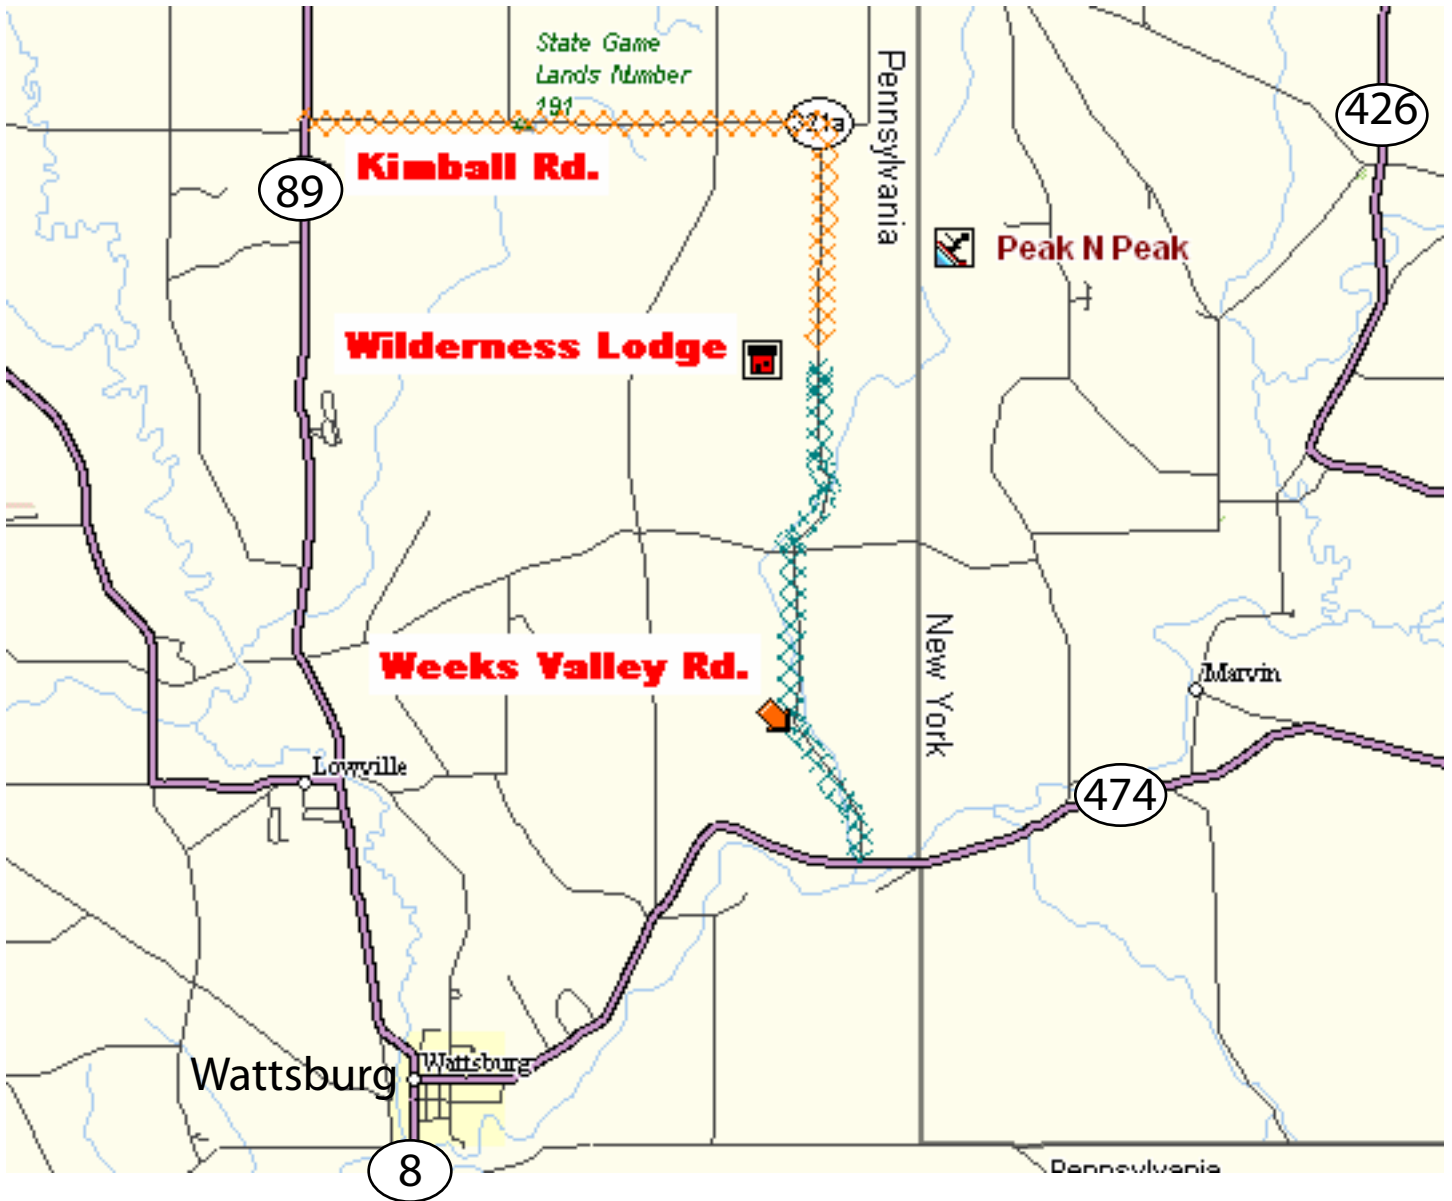 State Game
Lands Number
191
Pennsylvania
426
Kimball Rd.
89
Peak N Peak
Wilderness Lodge
New York
Weeks Valley Rd.
Marvin
Lowville
474
Wattsburg
Wattsburg
8
Pennsylvania